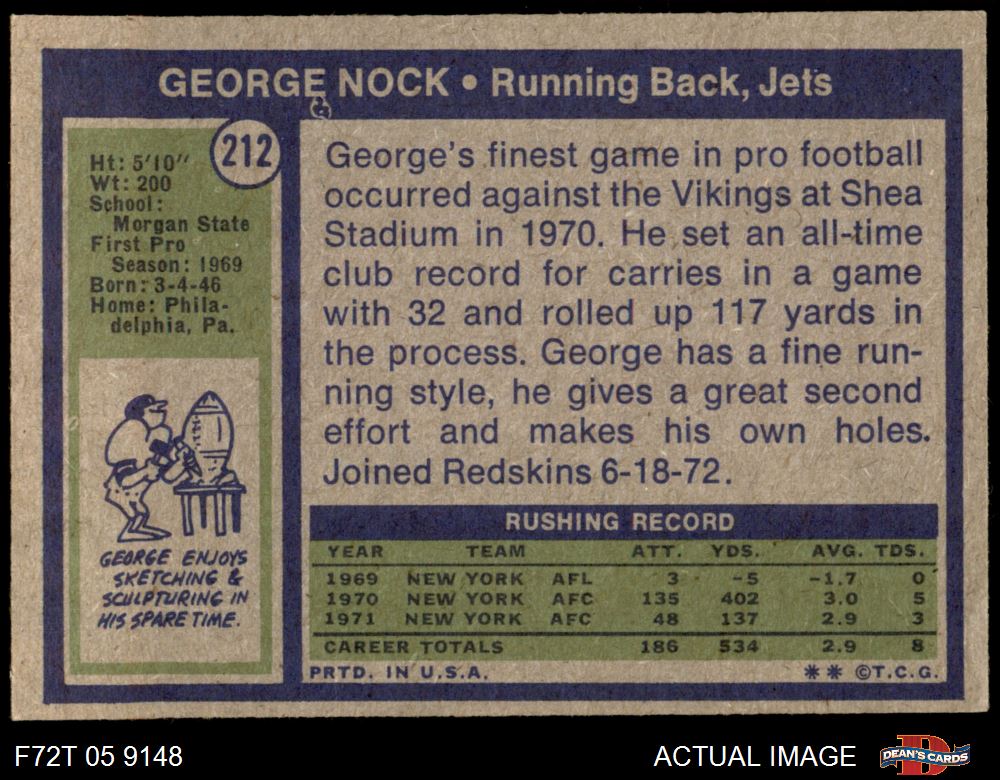 GEORGE NOCK • Running Back, Jets
212
Ht: 5'10"
Wt: 200
School:
Morgan State
First Pro
Season: 1969
Born: 3-4-46
Home: Phila-
delphia, Pa.
GEORGE ENJOYS
SKETCHING &
SCULPTURING IN
HIS SPARE TIME.
George's finest game in pro football
occurred against the Vikings at Shea
Stadium in 1970. He set an all-time
club record for carries in a game
with 32 and rolled up 117 yards in
the process. George has a fine run-
ning style, he gives a great second
effort and makes his own holes.
Joined Redskins 6-18-72.
RUSHING RECORD
YEAR TEAM ATT. YDS. AVG. TDS.
1969 NEW YORK AFL 3 -5 -1.7 0
1970 NEW YORK AFC 135 402 3.0 5
1971 NEW YORK AFC 48 137 2.9 3
CAREER TOTALS 186 534 2.9 8
PRTD. IN U.S.A. ** ©T.C.G.
F72T 05 9148 ACTUAL IMAGE DEAN'S CARDS